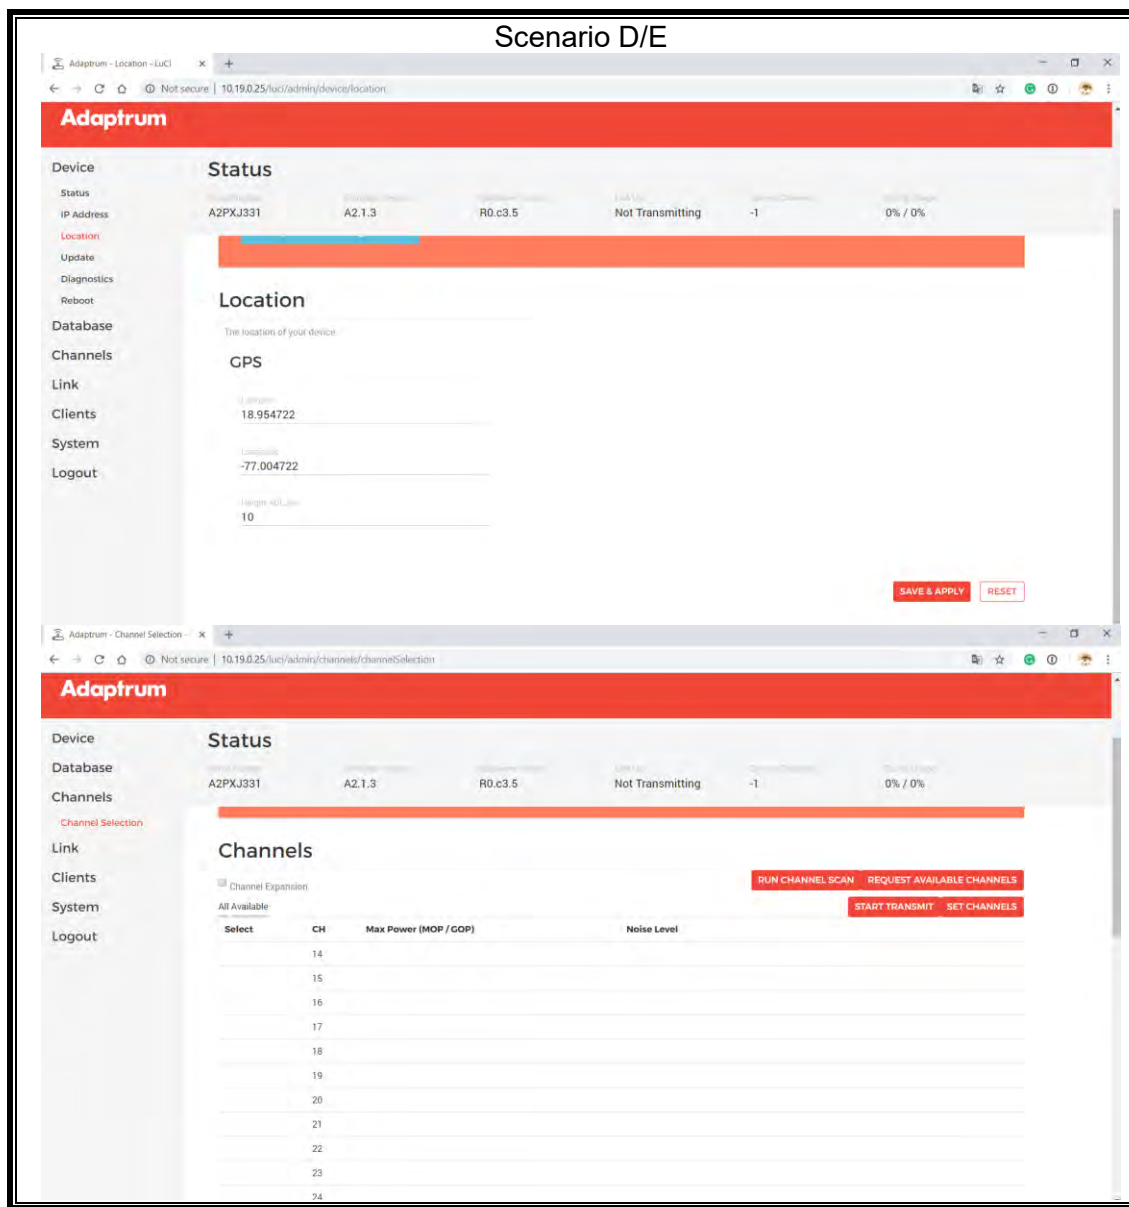 Scenario D/E
Adaptrum - Location - LuCI
Not secure | 10.19.0.25/luci/admin/device/location
Adaptrum
Device
Status
IP Address
Location
Update
Diagnostics
Reboot
Database
Channels
Link
Clients
System
Logout
Status
A2PXJ331 A2.1.3 R0.c3.5 Not Transmitting -1 0% / 0%
Location
The location of your device.
GPS
18.954722
-77.004722
10
SAVE & APPLY RESET
Adaptrum - Channel Selection -
Not secure | 10.19.0.25/luci/admin/channels/channelSelection
Adaptrum
Device
Database
Channels
Channel Selection
Link
Clients
System
Logout
Status
A2PXJ331 A2.1.3 R0.c3.5 Not Transmitting -1 0% / 0%
Channels
Channel Expansion
RUN CHANNEL SCAN REQUEST AVAILABLE CHANNELS
All Available
START TRANSMIT SET CHANNELS
Select CH Max Power (MOP / GOP) Noise Level
14
15
16
17
18
19
20
21
22
23
24